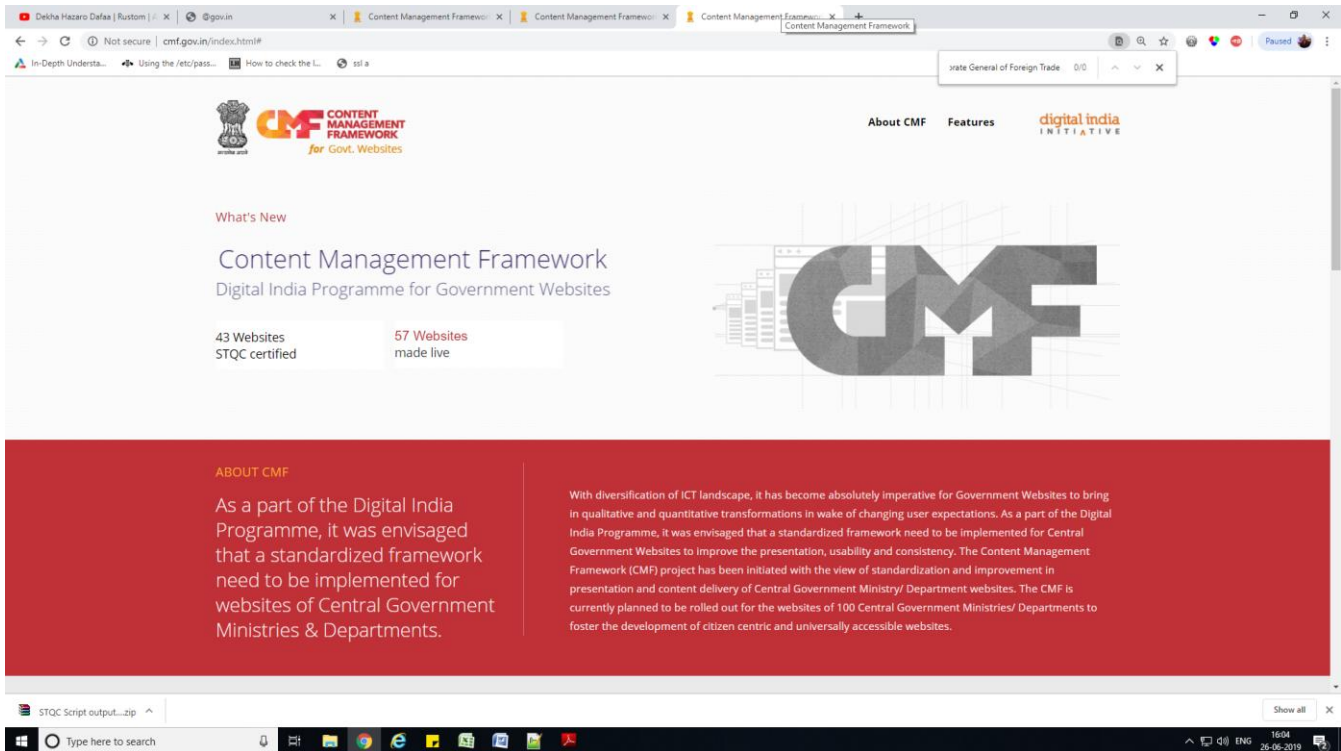 Dekha Hazaro Dafaa | Rustom |
@gov.in
Content Management Framewor
Content Management Framewor
Content Management Framewor
Content Management Framework
Not secure | cmf.gov.in/index.html#
Paused
In-Depth Understa...
Using the /etc/pass...
How to check the l...
ssl a
orate General of Foreign Trade 0/0
CMF CONTENT
MANAGEMENT
FRAMEWORK
for Govt. Websites
About CMF
Features
digital india
INITIATIVE
What's New
Content Management Framework
Digital India Programme for Government Websites
43 Websites
STQC certified
57 Websites
made live
CMF
ABOUT CMF
As a part of the Digital India
Programme, it was envisaged
that a standardized framework
need to be implemented for
websites of Central Government
Ministries & Departments.
With diversification of ICT landscape, it has become absolutely imperative for Government Websites to bring
in qualitative and quantitative transformations in wake of changing user expectations. As a part of the Digital
India Programme, it was envisaged that a standardized framework need to be implemented for Central
Government Websites to improve the presentation, usability and consistency. The Content Management
Framework (CMF) project has been initiated with the view of standardization and improvement in
presentation and content delivery of Central Government Ministry/ Department websites. The CMF is
currently planned to be rolled out for the websites of 100 Central Government Ministries/ Departments to
foster the development of citizen centric and universally accessible websites.
STQC Script output....zip
Show all
Type here to search
ENG
16:04
26-06-2019